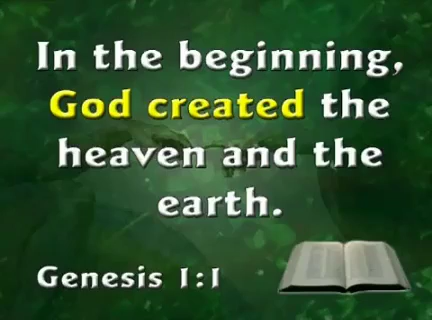 In the beginning,
God created the
heaven and the
earth.
Genesis 1:1